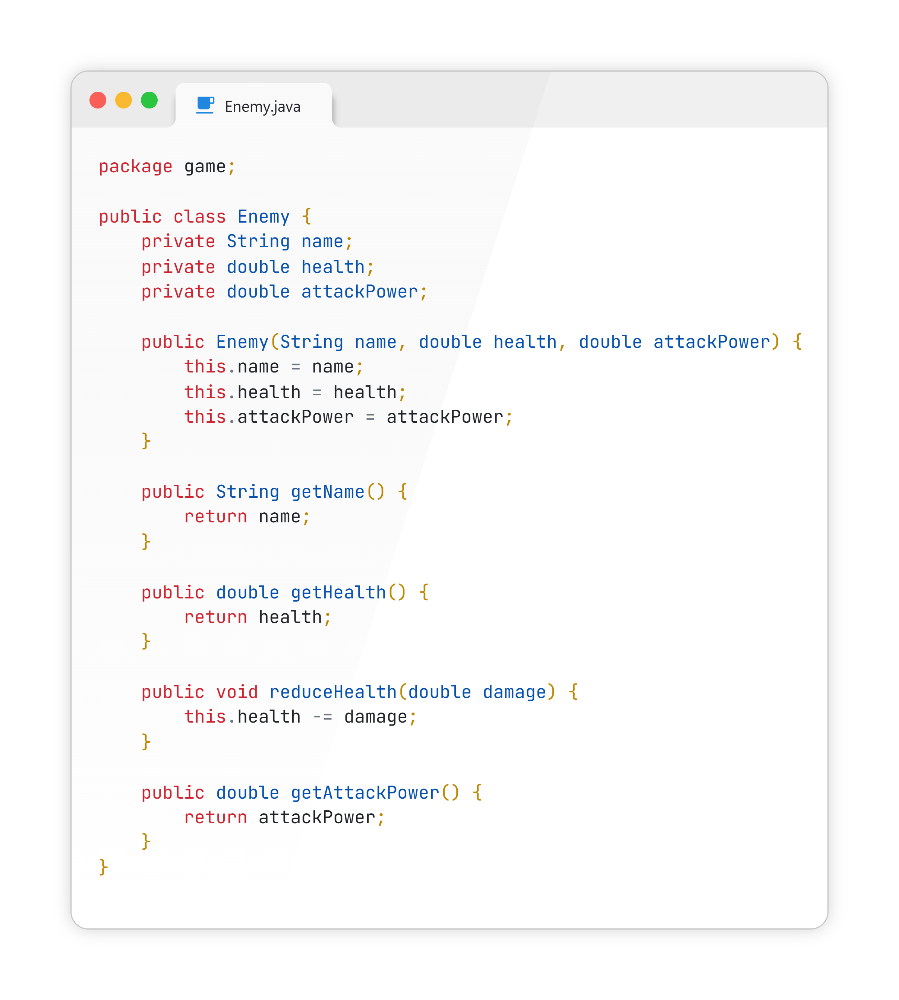 Enemy.java
package game;
public class Enemy {
    private String name;
    private double health;
    private double attackPower;
    public Enemy(String name, double health, double attackPower) {
        this.name = name;
        this.health = health;
        this.attackPower = attackPower;
    }
    public String getName() {
        return name;
    }
    public double getHealth() {
        return health;
    }
    public void reduceHealth(double damage) {
        this.health -= damage;
    }
    public double getAttackPower() {
        return attackPower;
    }
}